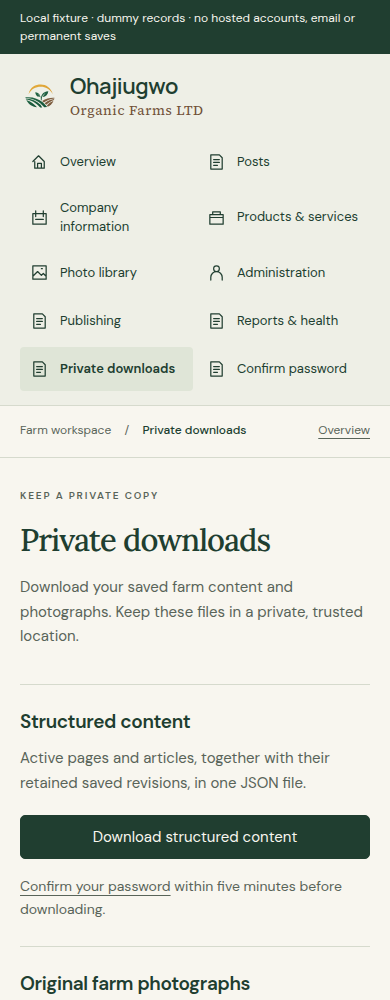 Local fixture · dummy records · no hosted accounts, email or
permanent saves
Ohajiugwo
Organic Farms LTD
Overview
Posts
Company
information
Products & services
Photo library
Administration
Publishing
Reports & health
Private downloads
Confirm password
Farm workspace / Private downloads
Overview
KEEP A PRIVATE COPY
Private downloads
Download your saved farm content and
photographs. Keep these files in a private, trusted
location.
Structured content
Active pages and articles, together with their
retained saved revisions, in one JSON file.
Download structured content
Confirm your password within five minutes before
downloading.
Original farm photographs